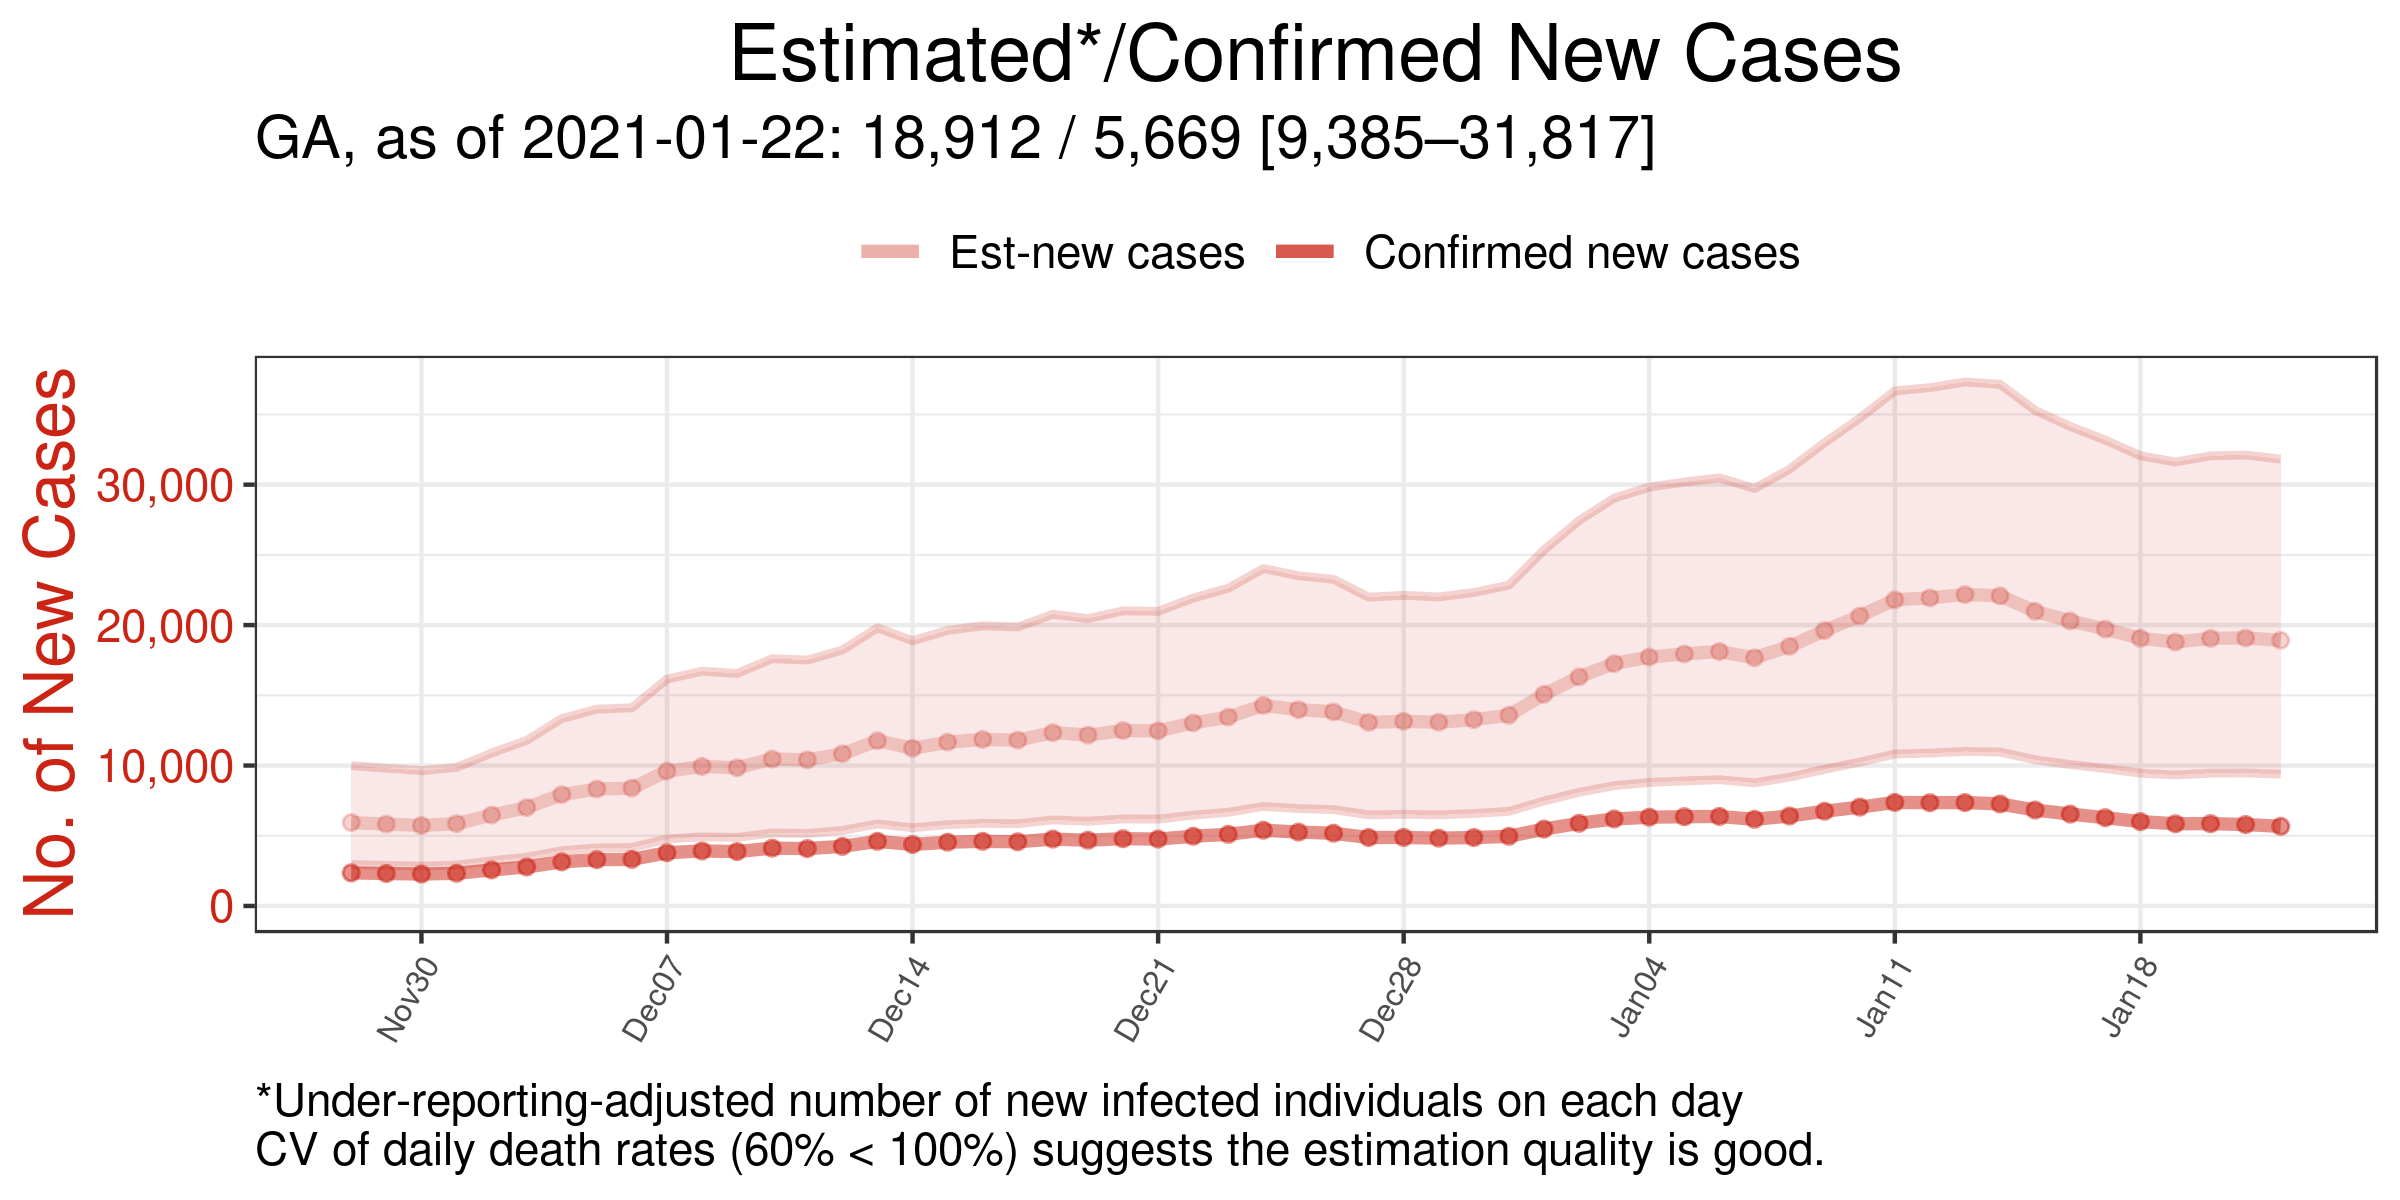 Estimated*/Confirmed New Cases
GA, as of 2021-01-22: 18,912 / 5,669 [9,385–31,817]
Est-new cases
Confirmed new cases
No. of New Cases
30,000
20,000
10,000
0
Nov30
Dec07
Dec14
Dec21
Dec28
Jan04
Jan11
Jan18
*Under-reporting-adjusted number of new infected individuals on each day
CV of daily death rates (60% < 100%) suggests the estimation quality is good.